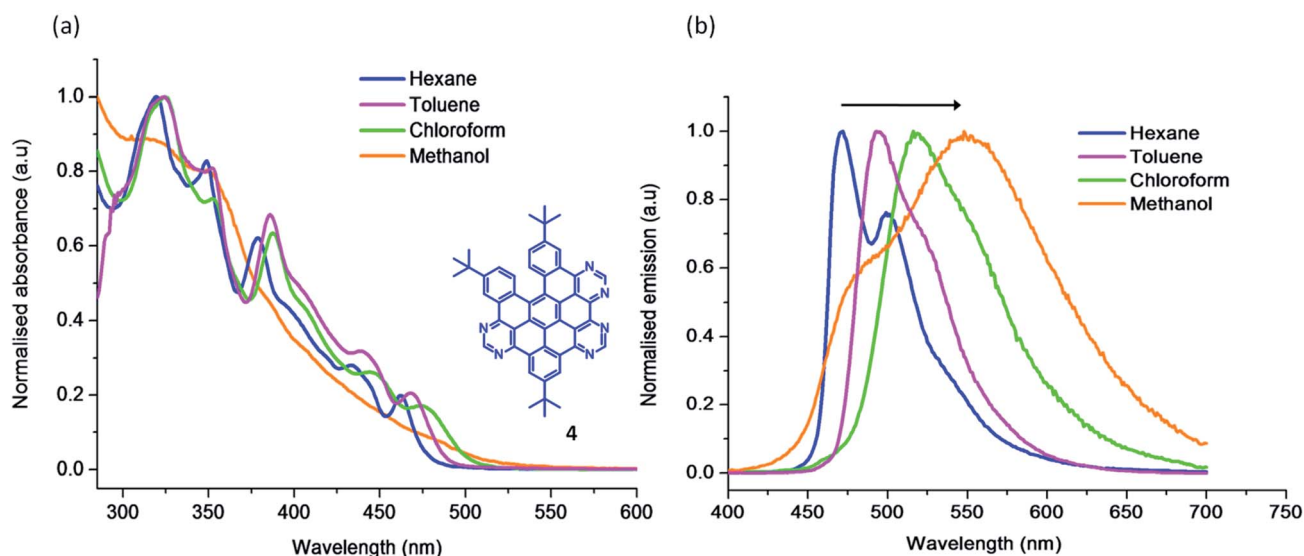 (a)
Hexane
Toluene
Chloroform
Methanol
Normalised absorbance (a.u)
1.0
0.8
0.6
0.4
0.2
0.0
300 350 400 450 500 550 600
Wavelength (nm)
N
N
N
N
N
N
4
(b)
Hexane
Toluene
Chloroform
Methanol
Normalised emission (a.u)
1.0
0.8
0.6
0.4
0.2
0.0
400 450 500 550 600 650 700 750
Wavelength (nm)